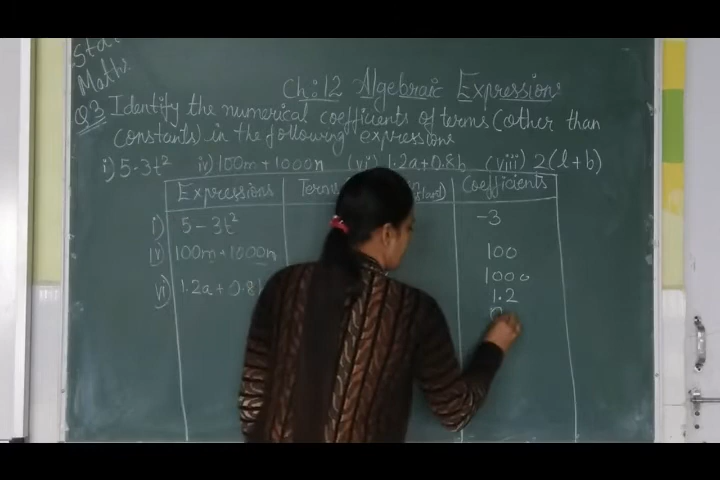 Maths
Ch:12 Algebraic Expressions
Q3 Identify the numerical coefficients of terms (other than
constants) in the following expressions
i) 5-3t² iv) 100m + 1000n (vi) 1.2a+0.8b (viii) 2(l+b)
Expressions Coefficients
i) 5-3t² -3
iv) 100m + 1000n 100
1000
vi) 1.2a + 0.8 1.2